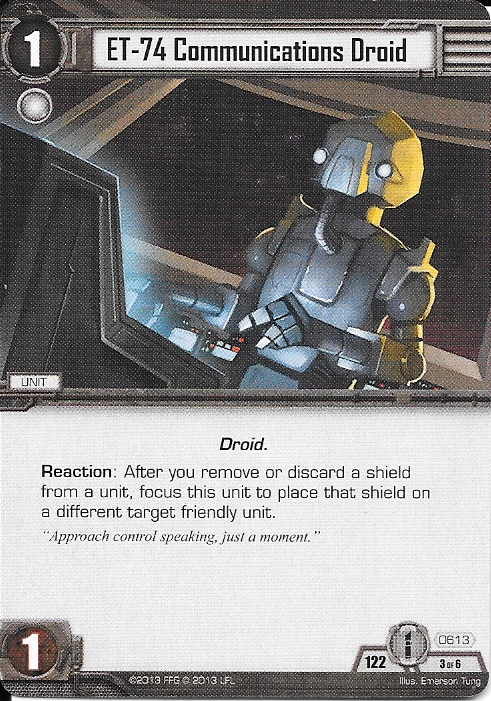 1
ET-74 Communications Droid
UNIT
Droid.
Reaction: After you remove or discard a shield
from a unit, focus this unit to place that shield on
a different target friendly unit.
“Approach control speaking, just a moment.”
1
122
0613
3 OF 6
©2013 FFG © 2013 LFL
Illus. Emerson Tung